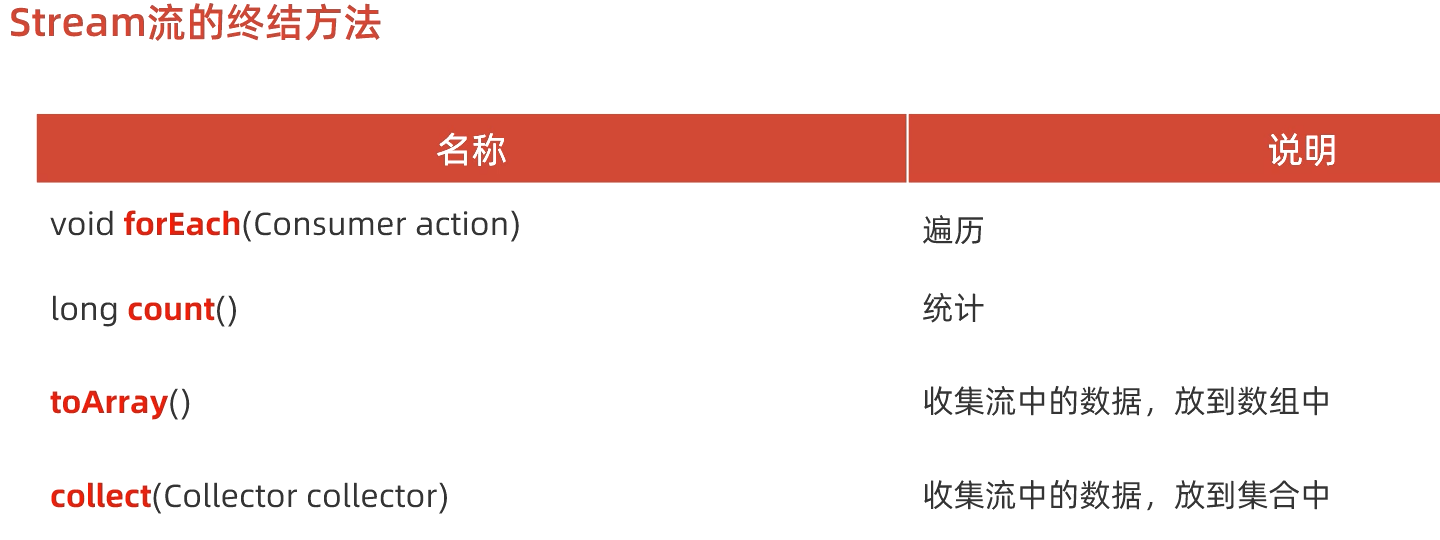 Stream流的终结方法
名称 说明
void forEach(Consumer action) 遍历
long count() 统计
toArray() 收集流中的数据，放到数组中
collect(Collector collector) 收集流中的数据，放到集合中